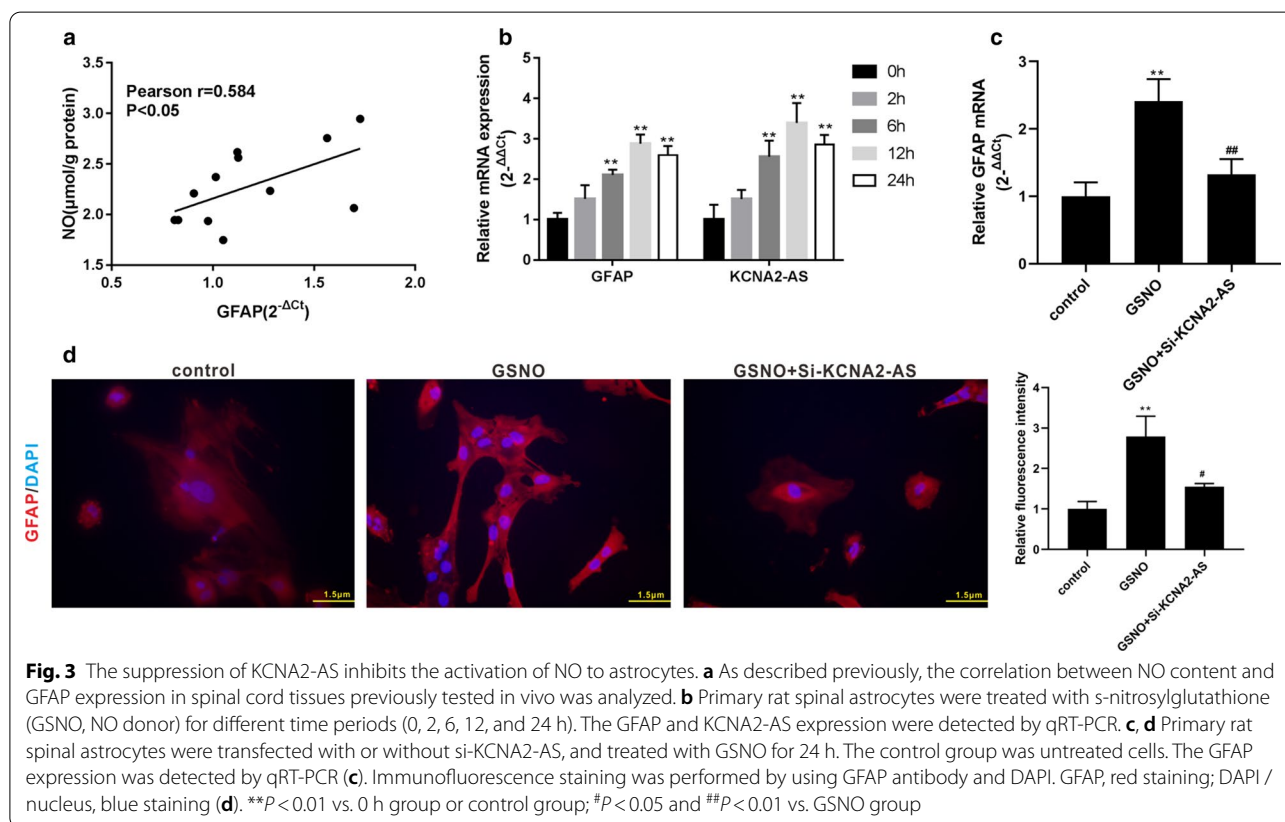 a
3.5
3.0
2.5
2.0
1.5
NO(μmol/g protein)
Pearson r=0.584
P<0.05
0.5 1.0 1.5 2.0
GFAP(2-ΔCt)
b
5
4
3
2
1
0
Relative mRNA expression
(2-ΔΔCt)
** ** ** ** ** **
GFAP KCNA2-AS
0h
2h
6h
12h
24h
c
3
2
1
0
Relative GFAP mRNA
(2-ΔΔCt)
**
##
control GSNO GSNO+Si-KCNA2-AS
d
GFAP/DAPI
control GSNO GSNO+Si-KCNA2-AS
1.5μm 1.5μm 1.5μm
4
3
2
1
0
Relative fluorescence intensity
**
#
control GSNO GSNO+Si-KCNA2-AS
Fig. 3 The suppression of KCNA2-AS inhibits the activation of NO to astrocytes. a As described previously, the correlation between NO content and
GFAP expression in spinal cord tissues previously tested in vivo was analyzed. b Primary rat spinal astrocytes were treated with s-nitrosylglutathione
(GSNO, NO donor) for different time periods (0, 2, 6, 12, and 24 h). The GFAP and KCNA2-AS expression were detected by qRT-PCR. c, d Primary rat
spinal astrocytes were transfected with or without si-KCNA2-AS, and treated with GSNO for 24 h. The control group was untreated cells. The GFAP
expression was detected by qRT-PCR (c). Immunofluorescence staining was performed by using GFAP antibody and DAPI. GFAP, red staining; DAPI /
nucleus, blue staining (d). **P < 0.01 vs. 0 h group or control group; #P < 0.05 and ##P < 0.01 vs. GSNO group